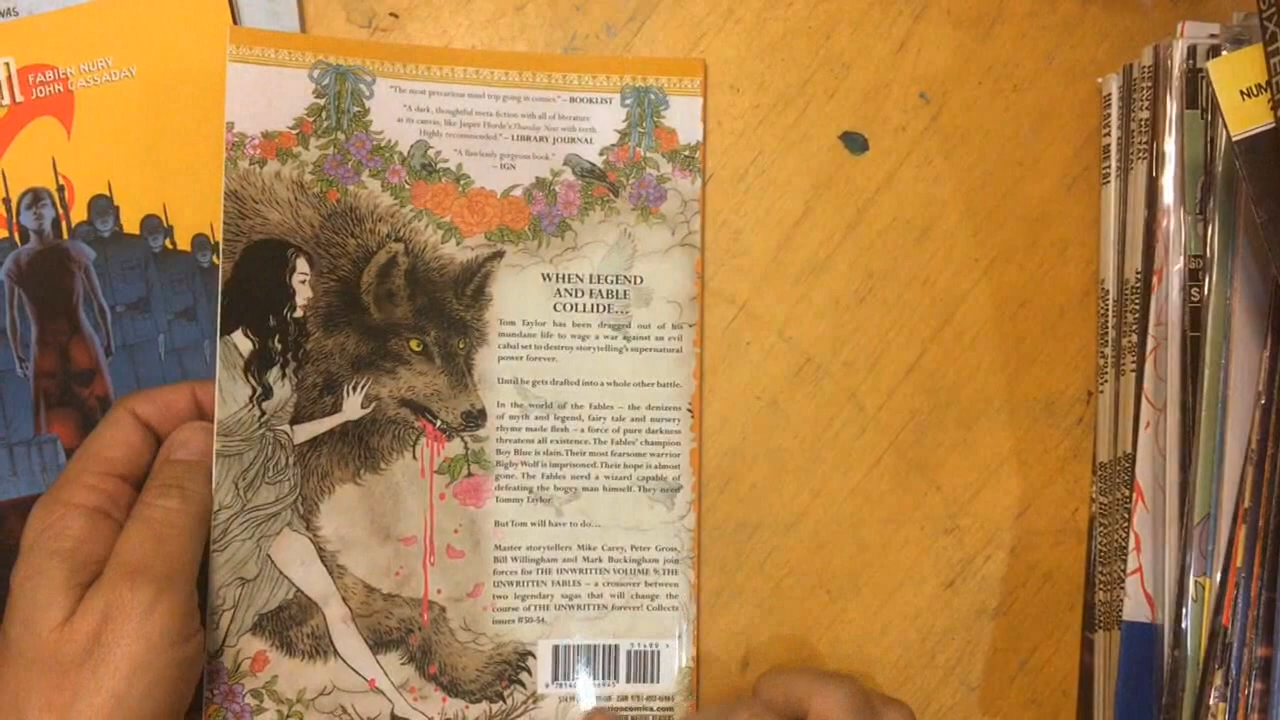 FABIEN NURY
JOHN CASSADAY
"The most precarious mind trip going in comics." – BOOKLIST
"A dark, thoughtful meta-fiction with all of literature
as its canvas, like Jasper Fforde's Thursday Next with teeth.
Highly recommended." – LIBRARY JOURNAL
"A flawlessly gorgeous book."
– IGN
WHEN LEGEND
AND FABLE
COLLIDE...
Tom Taylor has been dragged out of his
mundane life to wage a war against an evil
cabal set to destroy storytelling's supernatural
power forever.
Until he gets drafted into a whole other battle.
In the world of the Fables – the denizens
of myth and legend, fairy tale and nursery
rhyme made flesh – a force of pure darkness
threatens all existence. The Fables' champion
Boy Blue is slain. Their most fearsome warrior
Bigby Wolf is imprisoned. Their hope is almost
gone. The Fables need a wizard capable of
defeating the bogey man himself. They need
Tommy Taylor.
But Tom will have to do...
Master storytellers Mike Carey, Peter Gross,
Bill Willingham and Mark Buckingham join
forces for THE UNWRITTEN VOLUME 9: THE
UNWRITTEN FABLES – a crossover between
two legendary sagas that will change the
course of THE UNWRITTEN forever! Collects
issues #50-54.
51499 >
HEAVY METAL
NUM
SIXTE